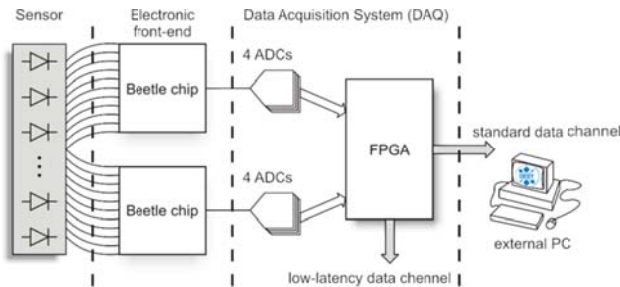 Sensor
Electronic
front-end
Data Acquisition System (DAQ)
4 ADCs
Beetle chip
FPGA
standard data channel
4 ADCs
Beetle chip
external PC
low-latency data channel